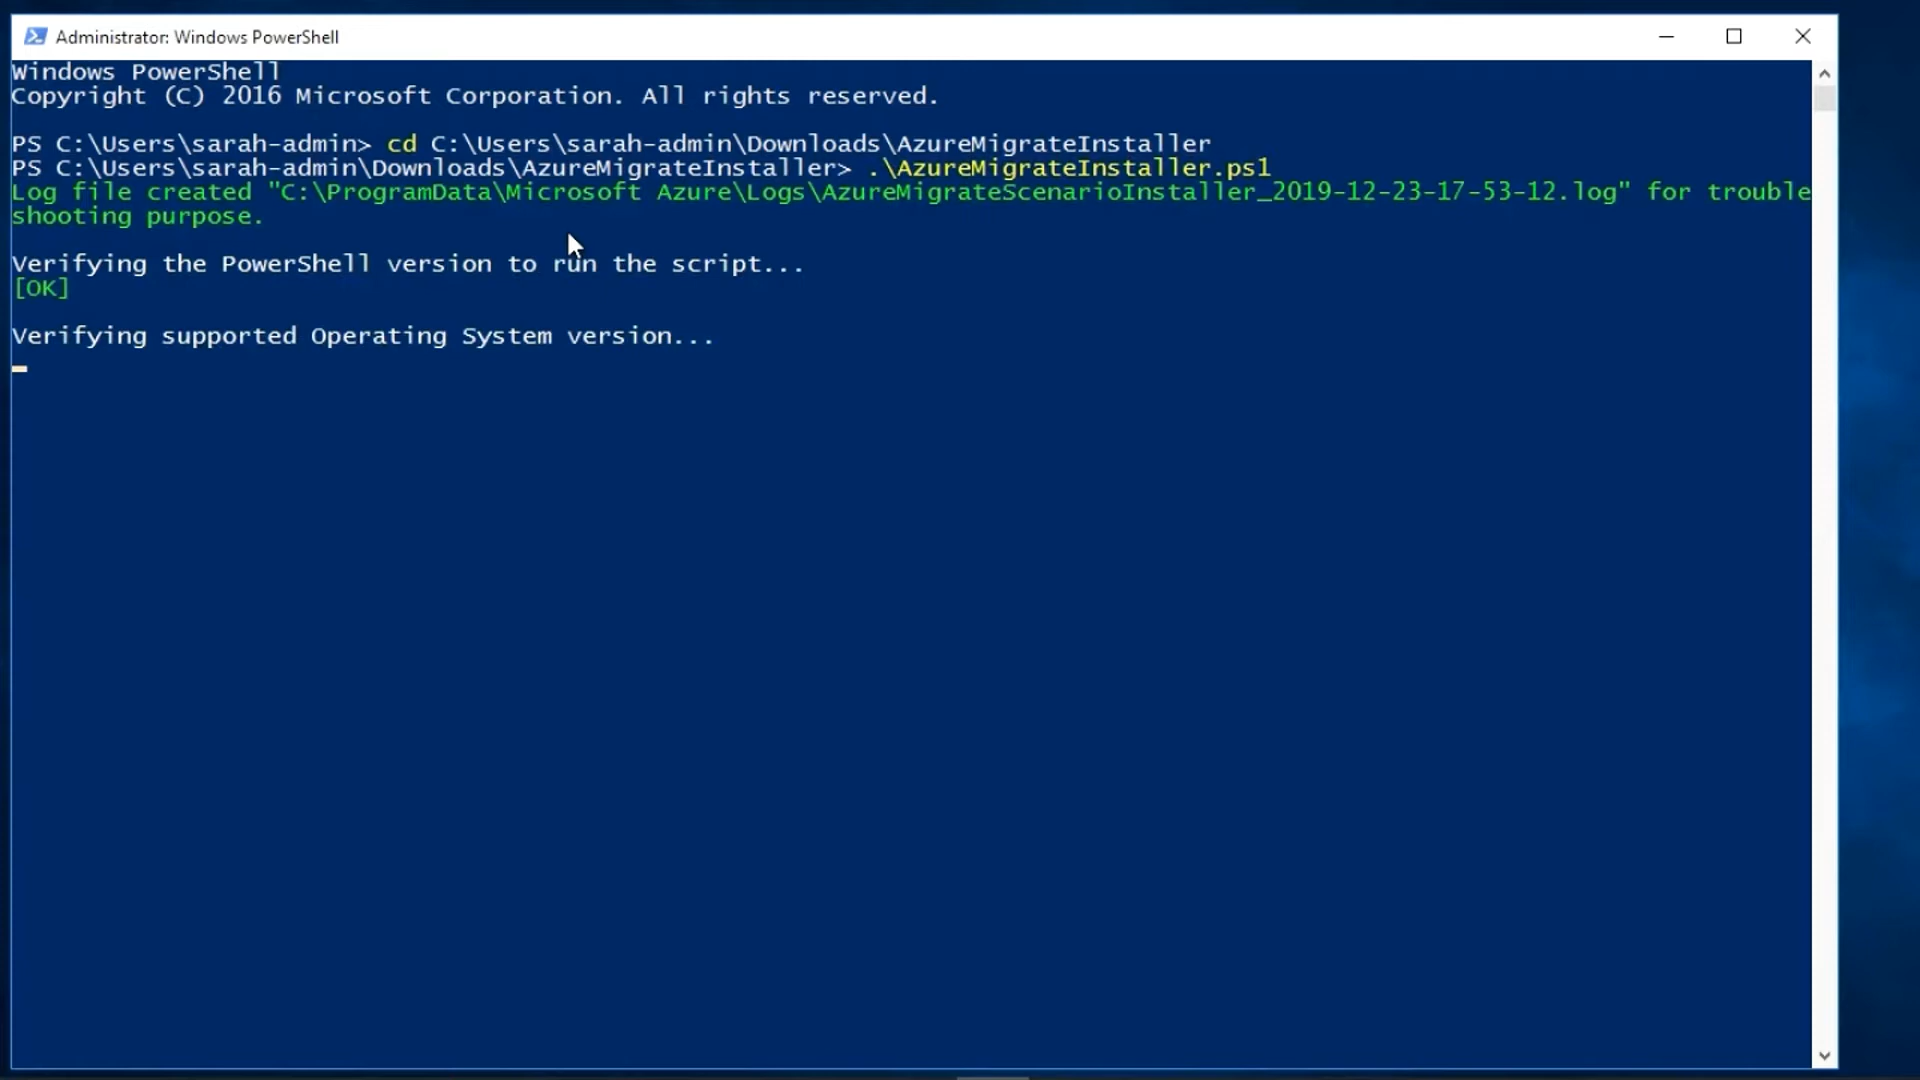 Administrator: Windows PowerShell
Windows PowerShell
Copyright (C) 2016 Microsoft Corporation. All rights reserved.
PS C:\Users\sarah-admin> cd C:\Users\sarah-admin\Downloads\AzureMigrateInstaller
PS C:\Users\sarah-admin\Downloads\AzureMigrateInstaller> .\AzureMigrateInstaller.ps1
Log file created "C:\ProgramData\Microsoft Azure\Logs\AzureMigrateScenarioInstaller_2019-12-23-17-53-12.log" for trouble
shooting purpose.
Verifying the PowerShell version to run the script...
[OK]
Verifying supported Operating System version...